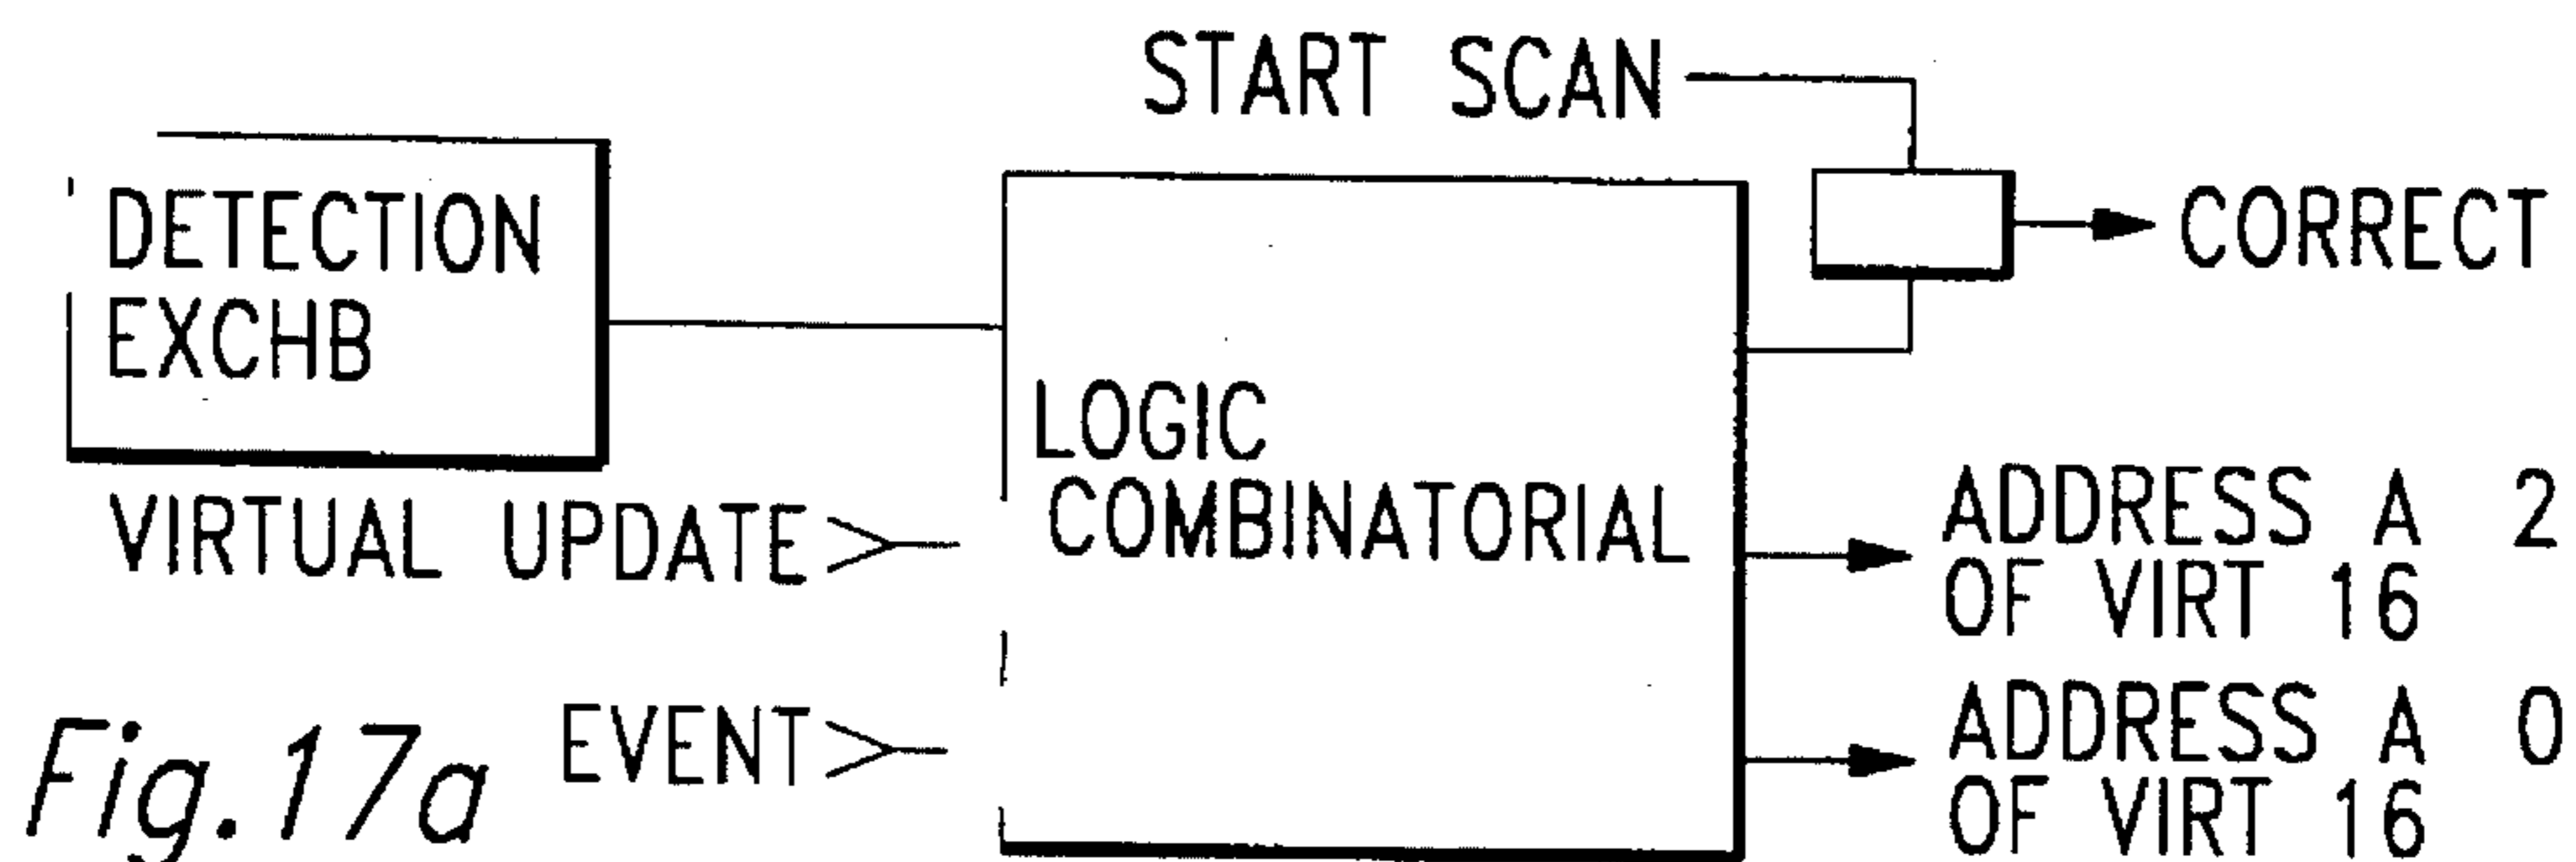 START SCAN
DETECTION
EXCHB
CORRECT
LOGIC
COMBINATORIAL
VIRTUAL UPDATE
EVENT
ADDRESS A 2
OF VIRT 16
ADDRESS A 0
OF VIRT 16
Fig.17a